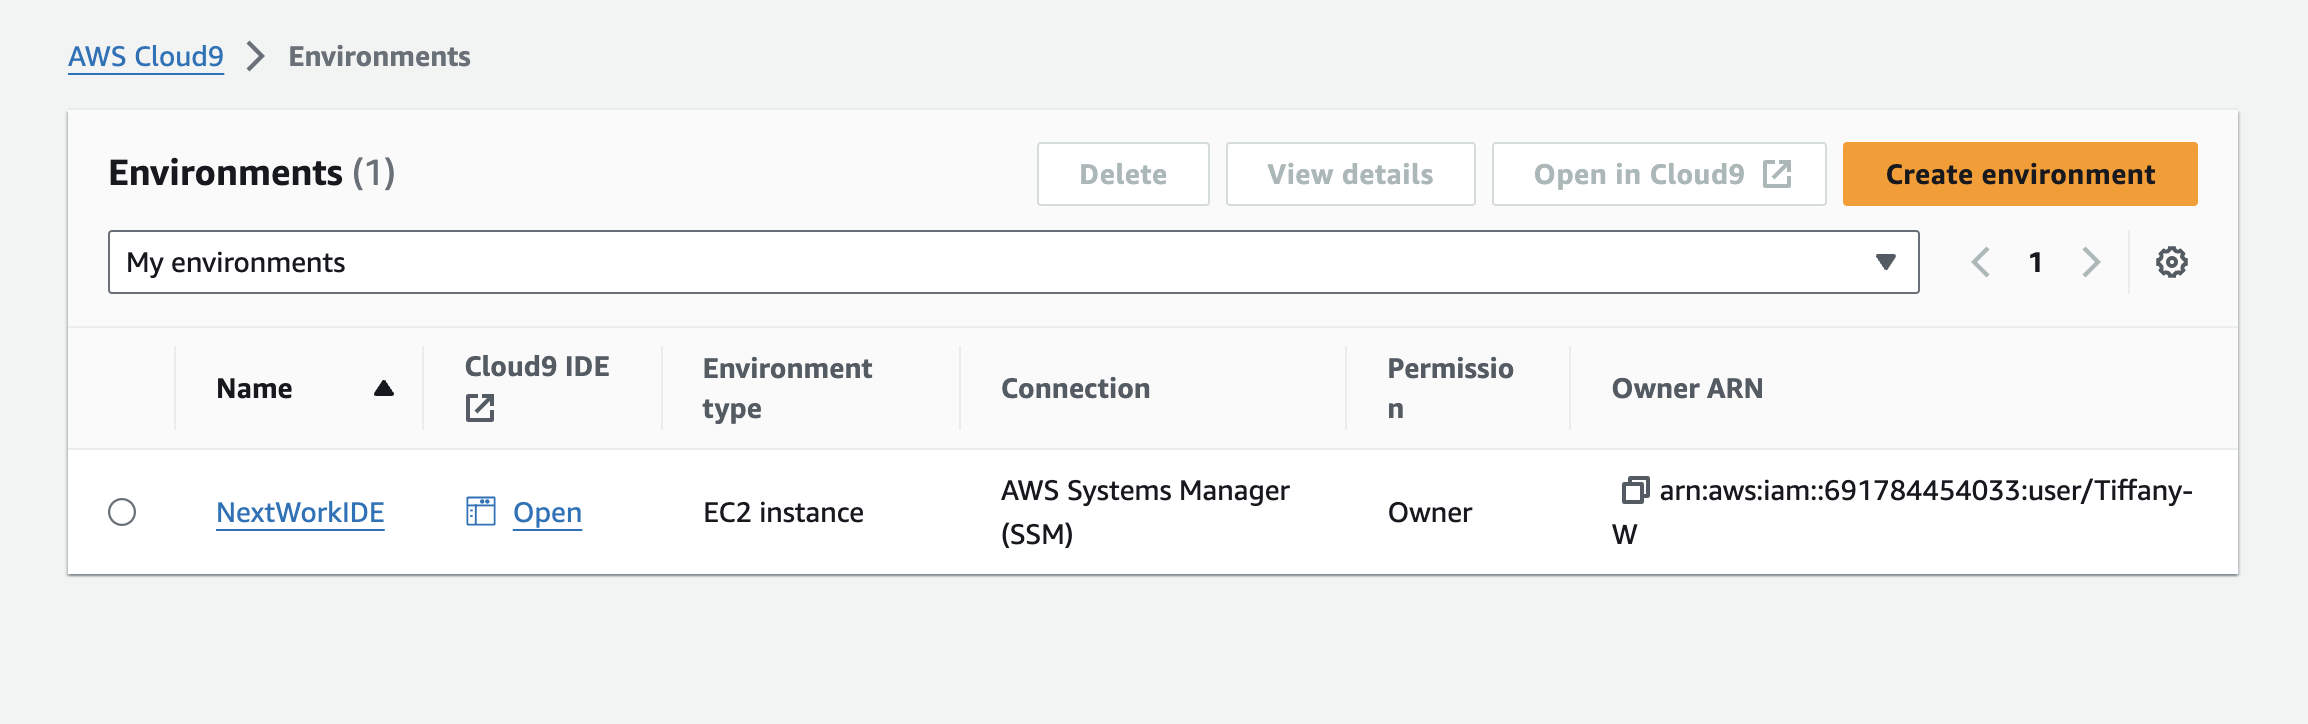 AWS Cloud9 > Environments
Environments (1)
Delete
View details
Open in Cloud9
Create environment
My environments
1
Name
Cloud9 IDE
Environment
type
Connection
Permissio
n
Owner ARN
NextWorkIDE
Open
EC2 instance
AWS Systems Manager
(SSM)
Owner
arn:aws:iam::691784454033:user/Tiffany-
W